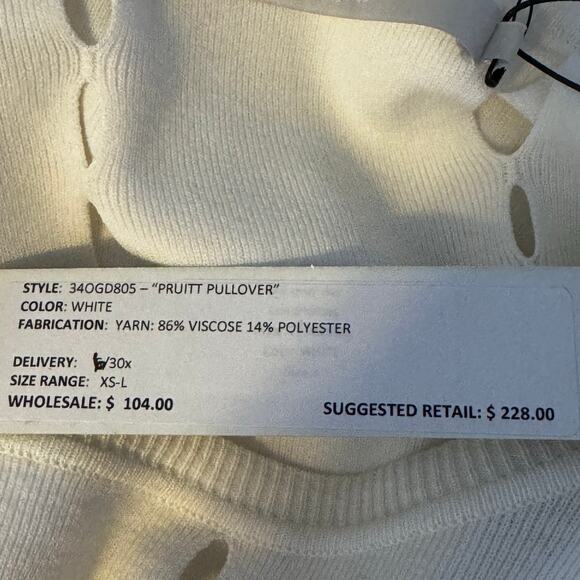 STYLE: 34OGD805 – “PRUITT PULLOVER”
COLOR: WHITE
FABRICATION: YARN: 86% VISCOSE 14% POLYESTER
DELIVERY: 6/30x
SIZE RANGE: XS-L
WHOLESALE: $ 104.00
SUGGESTED RETAIL: $ 228.00